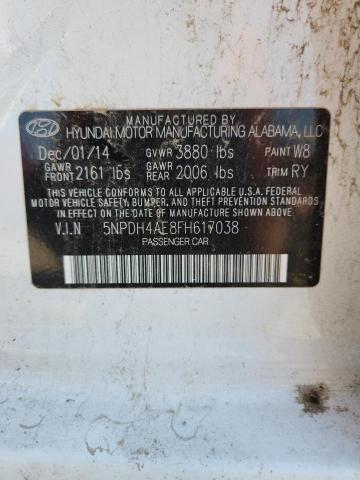 MANUFACTURED BY
HYUNDAI MOTOR MANUFACTURING ALABAMA, LLC
Dec/01/14 GVWR 3880 lbs PAINT W8
GAWR FRONT 2161 lbs GAWR REAR 2006 lbs TRIM RY
THIS VEHICLE CONFORMS TO ALL APPLICABLE U.S.A. FEDERAL
MOTOR VEHICLE SAFETY, BUMPER, AND THEFT PREVENTION
STANDARDS IN EFFECT ON THE DATE OF MANUFACTURE SHOWN ABOVE.
V.I.N 5NPDH4AE8FH617038
PASSENGER CAR